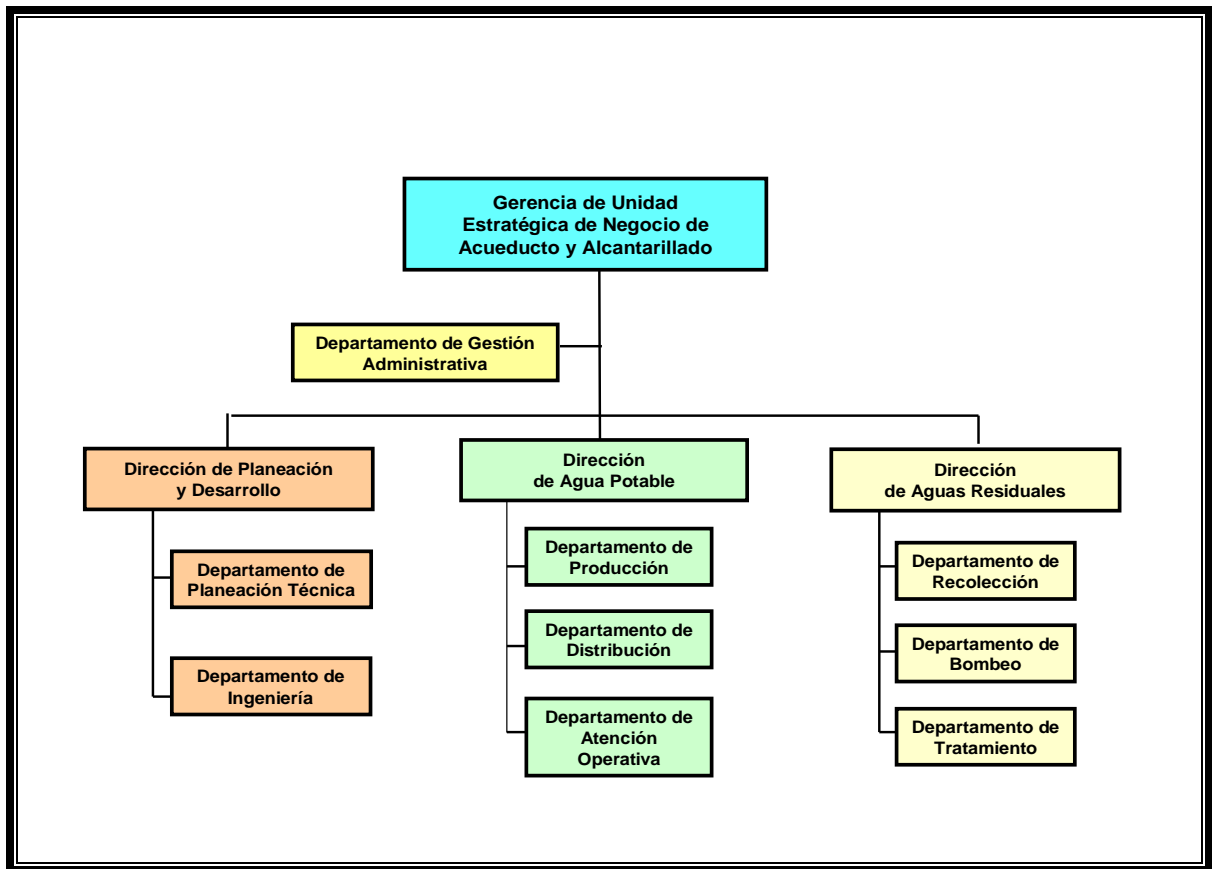 Gerencia de Unidad
Estratégica de Negocio de
Acueducto y Alcantarillado
Departamento de Gestión
Administrativa
Dirección de Planeación
y Desarrollo
Departamento de
Planeación Técnica
Departamento de
Ingeniería
Dirección
de Agua Potable
Departamento de
Producción
Departamento de
Distribución
Departamento de
Atención
Operativa
Dirección
de Aguas Residuales
Departamento de
Recolección
Departamento de
Bombeo
Departamento de
Tratamiento